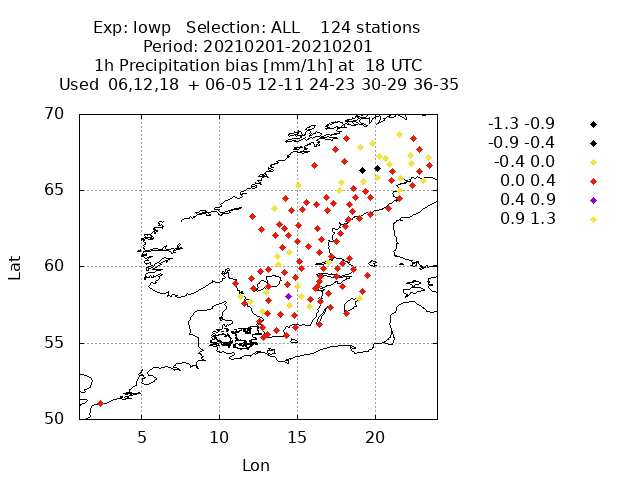 Exp: lowp   Selection: ALL    124 stations
Period: 20210201-20210201
1h Precipitation bias [mm/1h] at  18 UTC
Used  06,12,18  + 06-05 12-11 24-23 30-29 36-35
70
65
60
55
50
Lat
5
10
15
20
Lon
-1.3 -0.9
-0.9 -0.4
-0.4 0.0
0.0 0.4
0.4 0.9
0.9 1.3